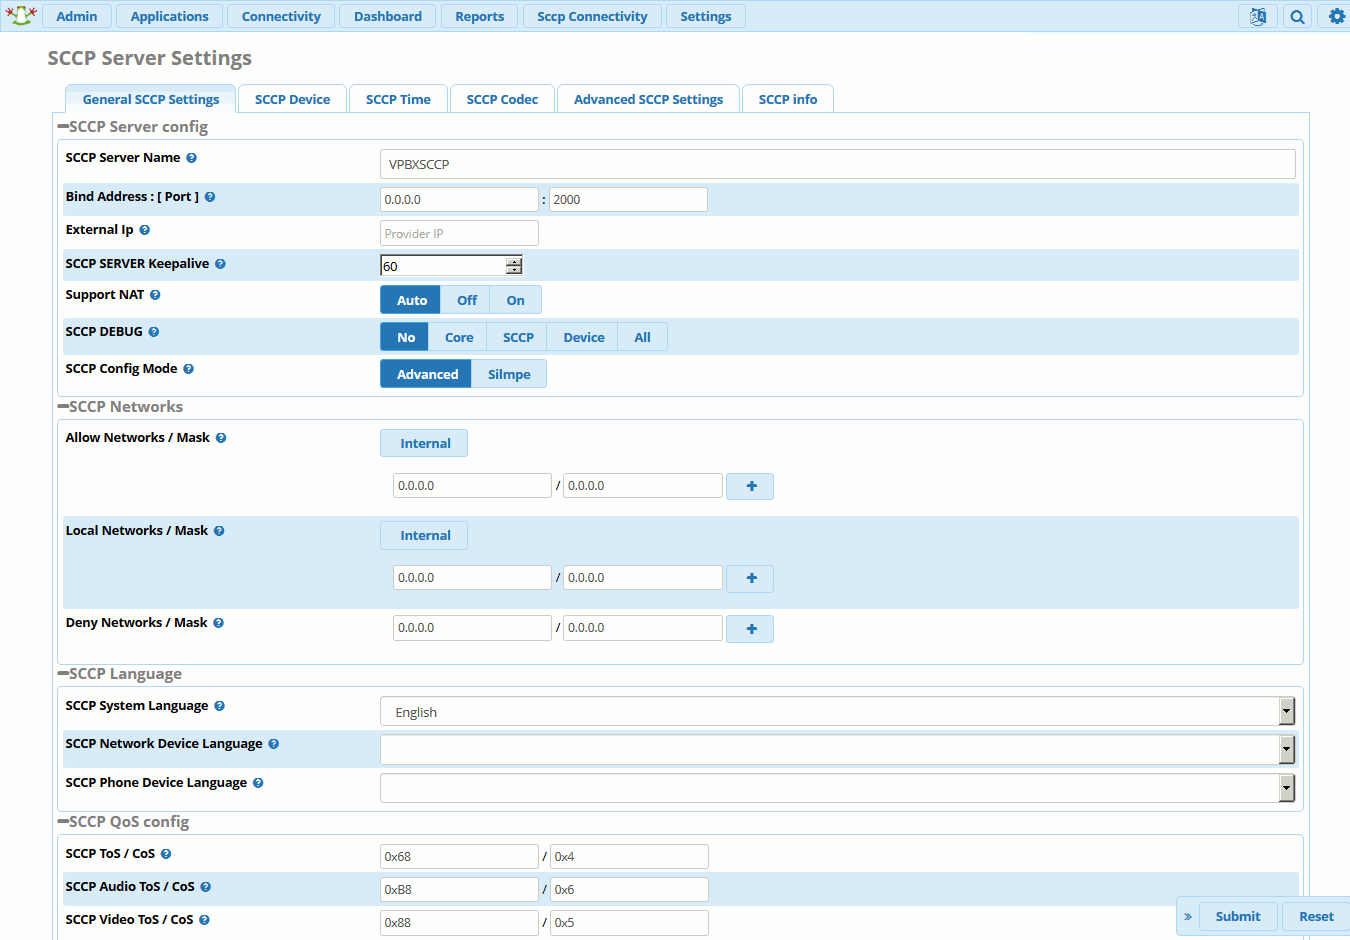 Admin Applications Connectivity Dashboard Reports Sccp Connectivity Settings
SCCP Server Settings
General SCCP Settings SCCP Device SCCP Time SCCP Codec Advanced SCCP Settings SCCP info
SCCP Server config
SCCP Server Name VPBXSCCP
Bind Address : [ Port ] 0.0.0.0 : 2000
External Ip Provider IP
SCCP SERVER Keepalive 60
Support NAT Auto Off On
SCCP DEBUG No Core SCCP Device All
SCCP Config Mode Advanced Silmpe
SCCP Networks
Allow Networks / Mask Internal
0.0.0.0 / 0.0.0.0 +
Local Networks / Mask Internal
0.0.0.0 / 0.0.0.0 +
Deny Networks / Mask 0.0.0.0 / 0.0.0.0 +
SCCP Language
SCCP System Language English
SCCP Network Device Language
SCCP Phone Device Language
SCCP QoS config
SCCP ToS / CoS 0x68 / 0x4
SCCP Audio ToS / CoS 0xB8 / 0x6
SCCP Video ToS / CoS 0x88 / 0x5
» Submit Reset